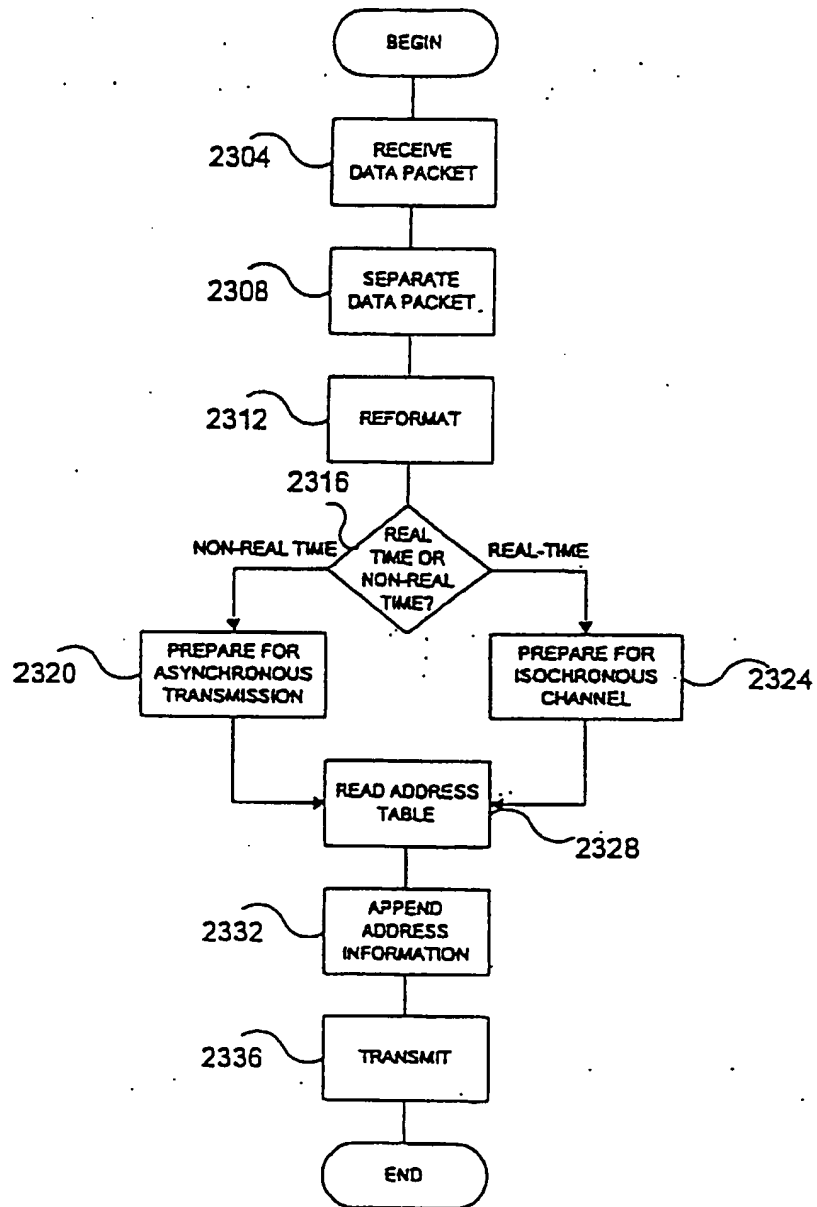 BEGIN
2304
RECEIVE
DATA PACKET
2308
SEPARATE
DATA PACKET
2312
REFORMAT
2316
NON-REAL TIME
REAL
TIME OR
NON-REAL
TIME?
REAL-TIME
2320
PREPARE FOR
ASYNCHRONOUS
TRANSMISSION
PREPARE FOR
ISOCHRONOUS
CHANNEL
2324
READ ADDRESS
TABLE
2328
2332
APPEND
ADDRESS
INFORMATION
2336
TRANSMIT
END